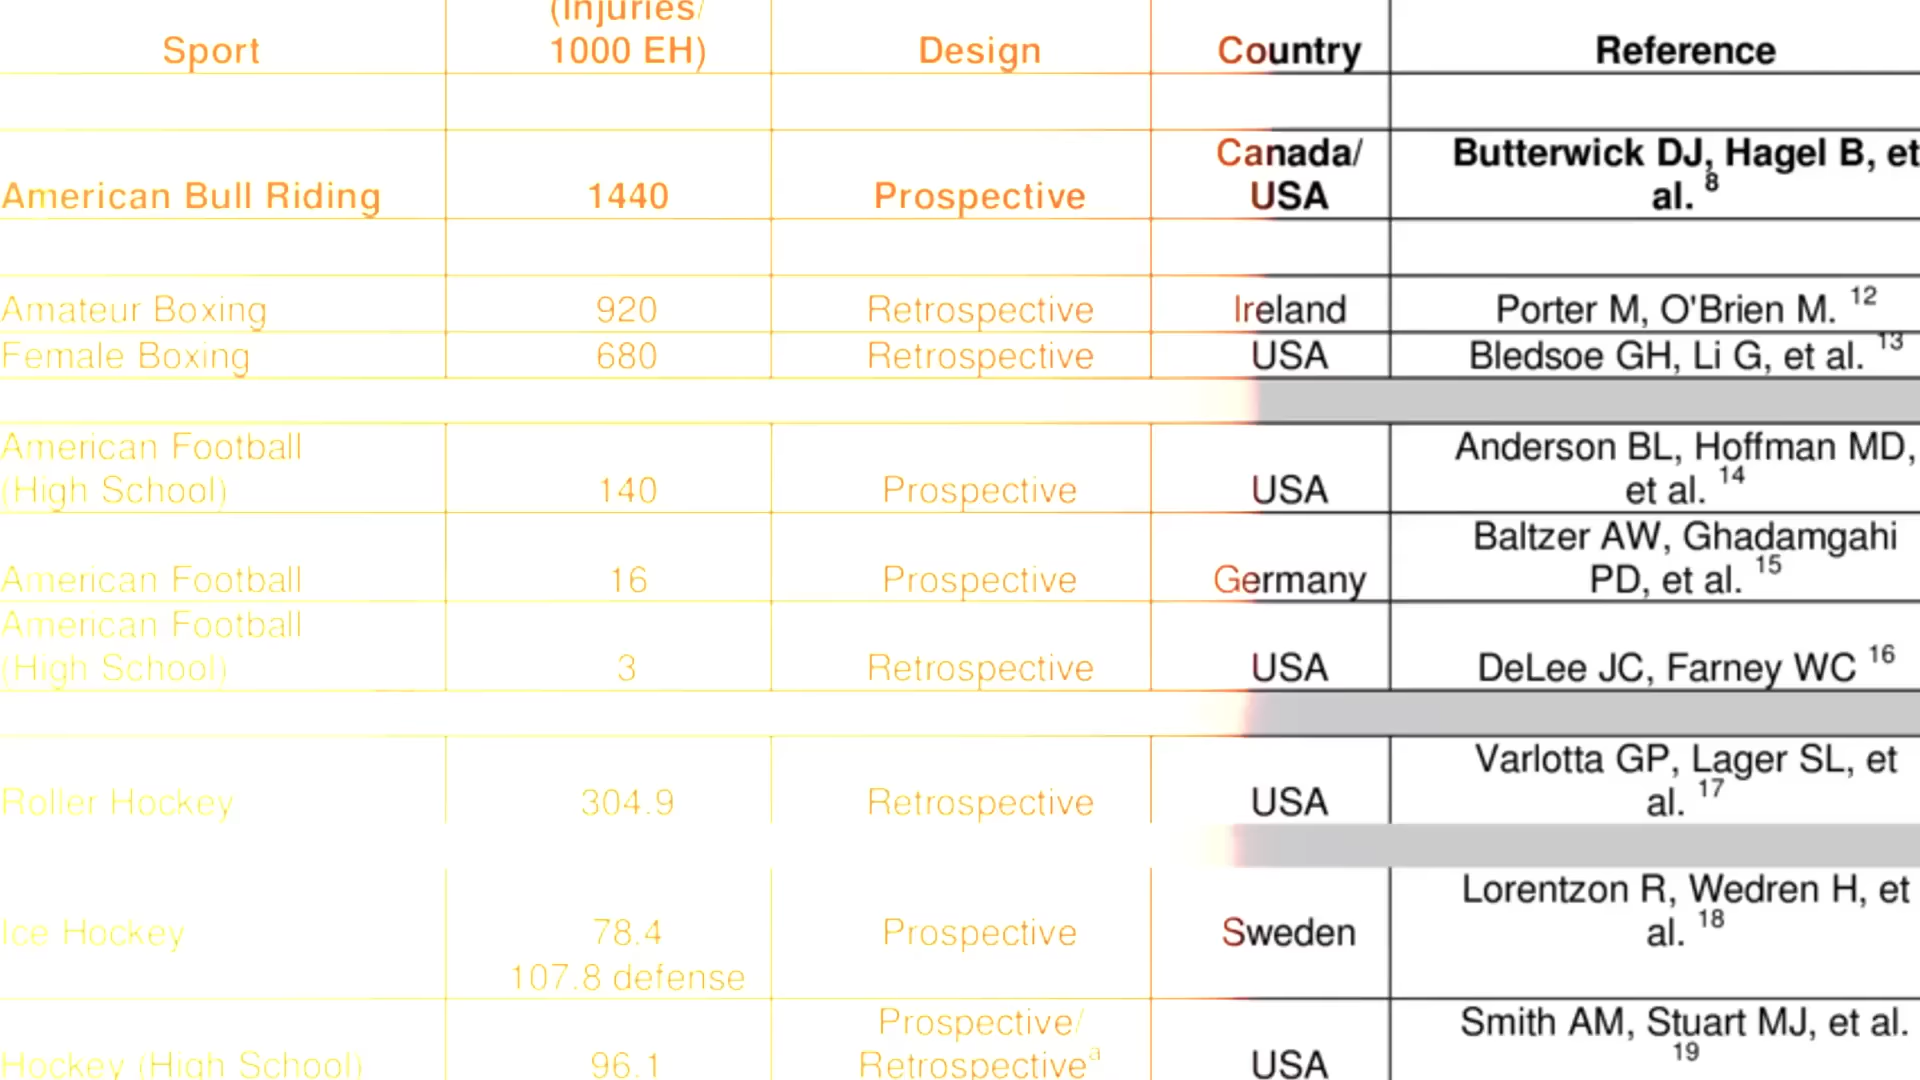 (Injuries/
Sport 1000 EH) Design Country Reference
Canada/ Butterwick DJ, Hagel B, et
American Bull Riding 1440 Prospective USA al. 8
Amateur Boxing 920 Retrospective Ireland Porter M, O'Brien M. 12
Female Boxing 680 Retrospective USA Bledsoe GH, Li G, et al. 13
American Football Anderson BL, Hoffman MD,
(High School) 140 Prospective USA et al. 14
Baltzer AW, Ghadamgahi
American Football 16 Prospective Germany PD, et al. 15
American Football
(High School) 3 Retrospective USA DeLee JC, Farney WC 16
Varlotta GP, Lager SL, et
Roller Hockey 304.9 Retrospective USA al. 17
Lorentzon R, Wedren H, et
Ice Hockey 78.4 Prospective Sweden al. 18
107.8 defense
Prospective/ Smith AM, Stuart MJ, et al.
Hockey (High School) 96.1 Retrospective a USA 19